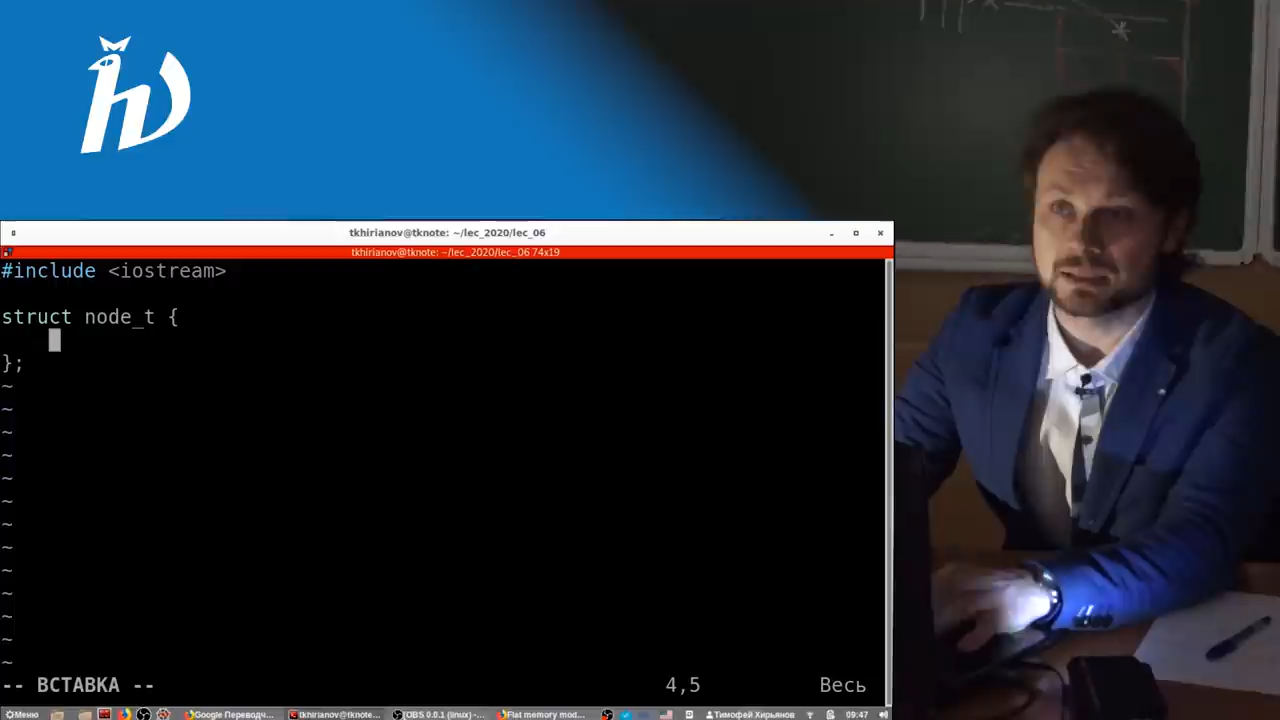 hv
tkhirianov@tknote: ~/lec_2020/lec_06
tkhirianov@tknote: ~/lec_2020/lec_06 74x19
#include <iostream>
struct node_t {
};
~
~
~
~
~
~
~
~
~
~
~
~
~
-- ВСТАВКА --
4,5
Весь
Меню
Google Переводч...
tkhirianov@tknote...
OBS 0.0.1 (linux) -...
Flat memory mod...
Тимофей Хирьянов
09:47